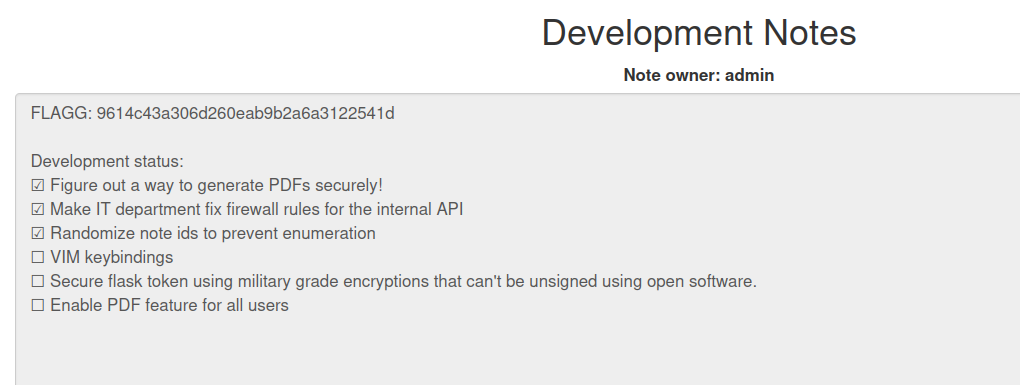 Development Notes
Note owner: admin
FLAGG: 9614c43a306d260eab9b2a6a3122541d
Development status:
☑ Figure out a way to generate PDFs securely!
☑ Make IT department fix firewall rules for the internal API
☑ Randomize note ids to prevent enumeration
☐ VIM keybindings
☐ Secure flask token using military grade encryptions that can't be unsigned using open software.
☐ Enable PDF feature for all users